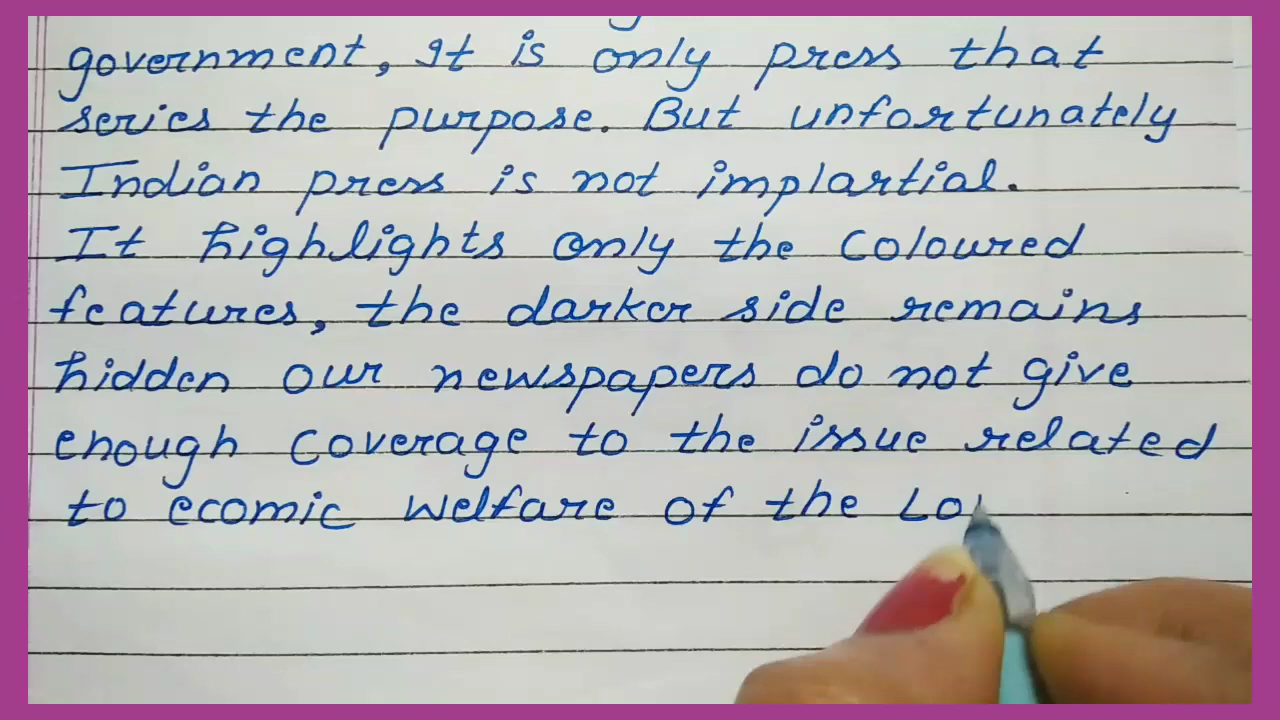 government, It is only press that
series the purpose. But unfortunately
Indian press is not implartial.
It highlights only the coloured
features, the darker side remains
hidden our newspapers do not give
enough coverage to the issue related
to ecomic welfare of the